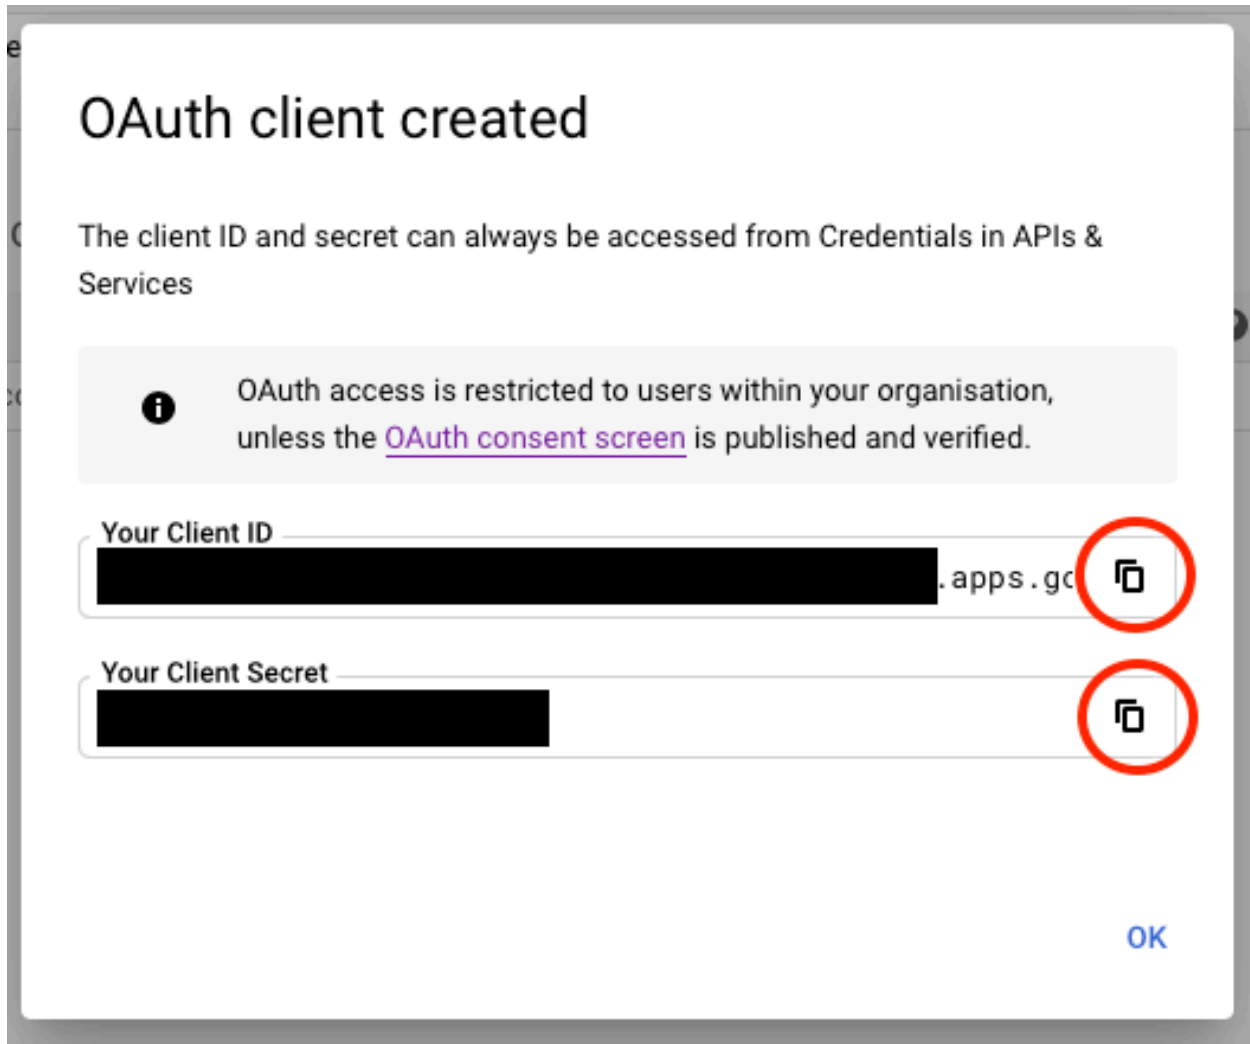 OAuth client created
The client ID and secret can always be accessed from Credentials in APIs &
Services
OAuth access is restricted to users within your organisation,
unless the OAuth consent screen is published and verified.
Your Client ID
.apps.go
Your Client Secret
OK